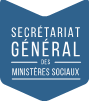 SECRÉTARIAT
GÉNÉRAL
DES
MINISTÈRES SOCIAUX